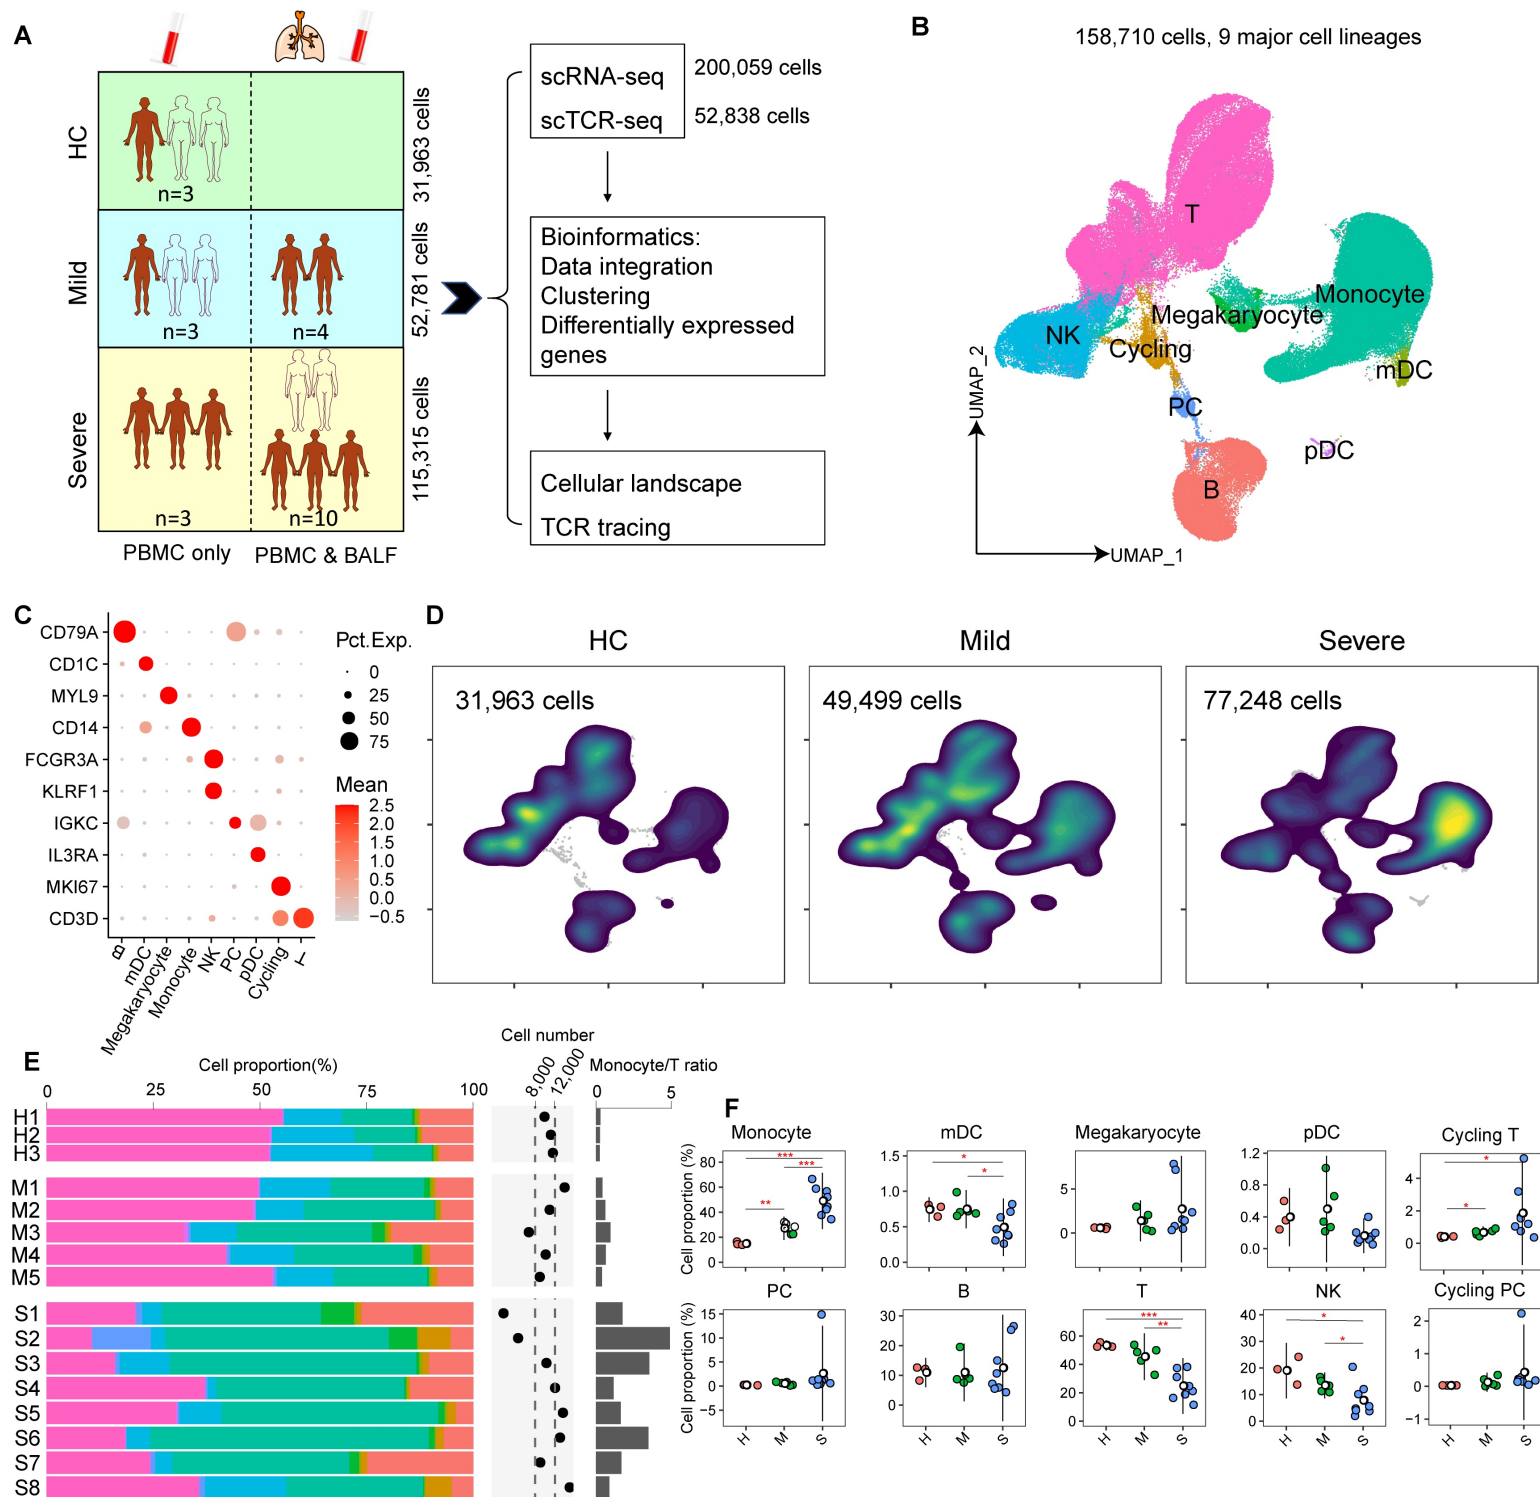 A
HC
n=3
31,963 cells
Mild
n=3
n=4
52,781 cells
Severe
n=3
n=10
115,315 cells
PBMC only
PBMC & BALF
scRNA-seq
200,059 cells
scTCR-seq
52,838 cells
Bioinformatics:
Data integration
Clustering
Differentially expressed
genes
Cellular landscape
TCR tracing
B
158,710 cells, 9 major cell lineages
T
Monocyte
Megakaryocyte
NK
Cycling
mDC
PC
pDC
B
UMAP_2
UMAP_1
C
CD79A
CD1C
MYL9
CD14
FCGR3A
KLRF1
IGKC
IL3RA
MKI67
CD3D
B
mDC
Megakaryocyte
Monocyte
NK
PC
pDC
Cycling
T
Pct.Exp.
0
25
50
75
Mean
2.5
2.0
1.5
1.0
0.5
0.0
−0.5
D
HC
31,963 cells
Mild
49,499 cells
Severe
77,248 cells
E
Cell proportion(%)
0
25
50
75
100
Cell number
8,000
12,000
Monocyte/T ratio
0
5
H1
H2
H3
M1
M2
M3
M4
M5
S1
S2
S3
S4
S5
S6
S7
S8
F
Monocyte
Cell proportion (%)
80
60
40
20
0
***
***
**
mDC
1.5
1.0
0.5
0.0
*
*
Megakaryocyte
5
0
pDC
1.2
0.8
0.4
0.0
Cycling T
4
2
0
*
*
PC
Cell proportion (%)
15
10
5
0
−5
H
M
S
B
30
20
10
0
H
M
S
T
60
40
20
0
***
**
H
M
S
NK
40
30
20
10
0
*
*
H
M
S
Cycling PC
2
1
0
−1
H
M
S